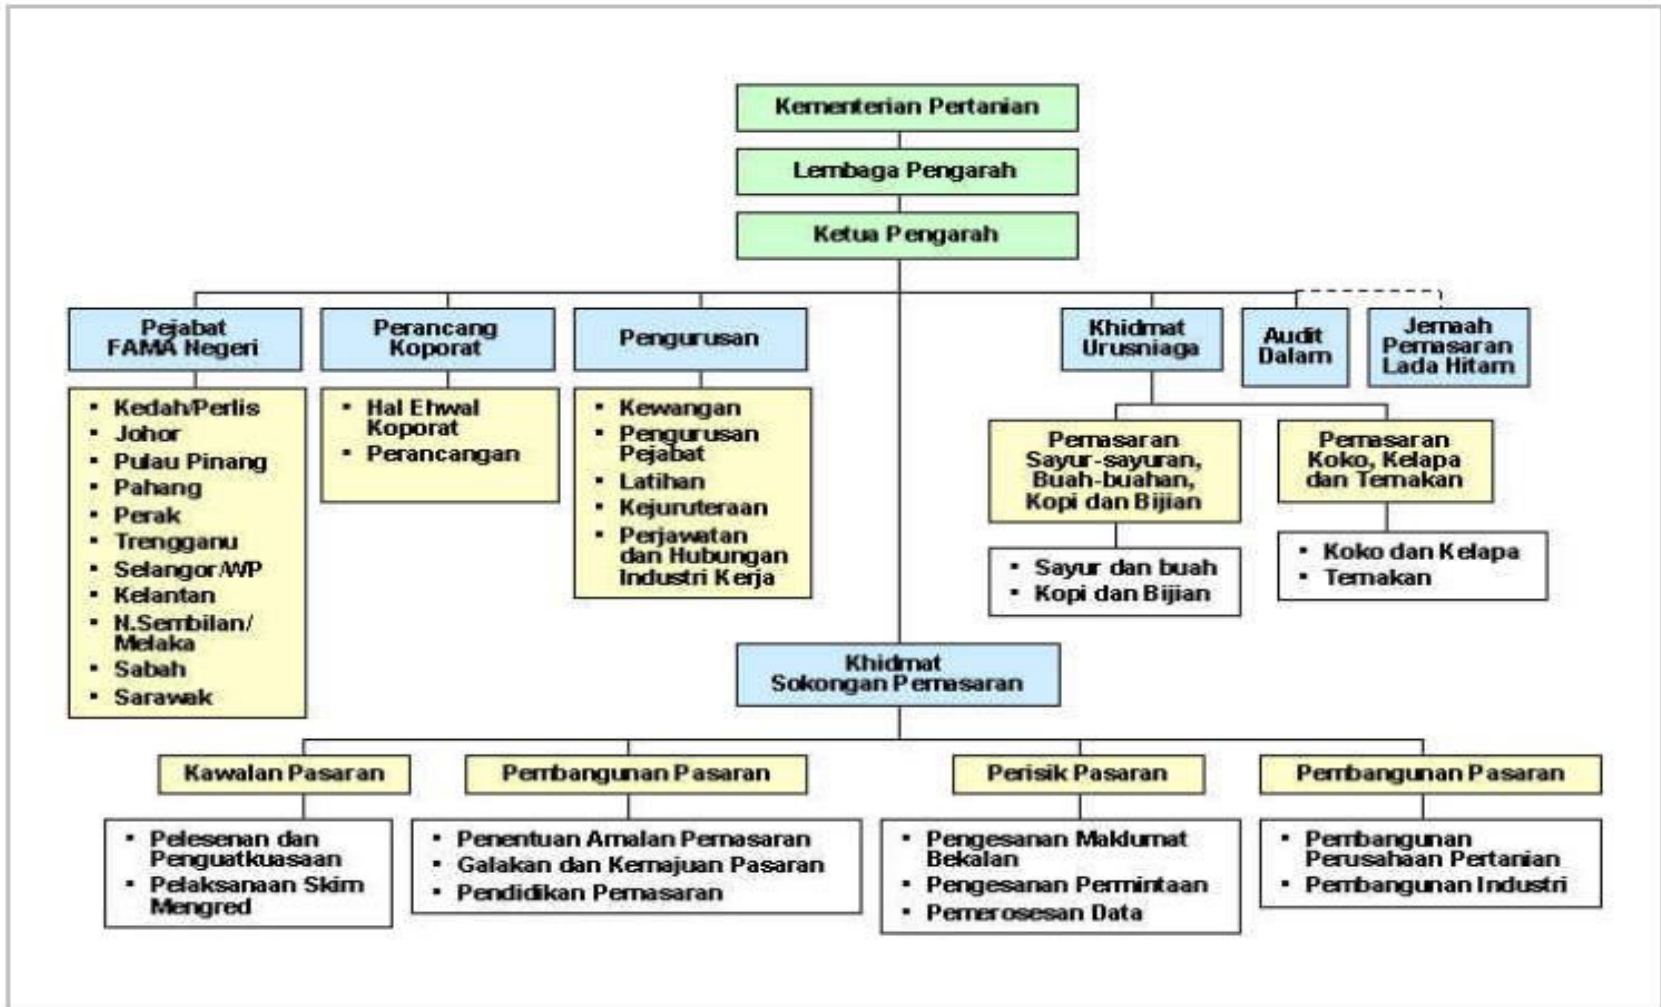 Kementerian Pertanian
Lembaga Pengarah
Ketua Pengarah
Pejabat
FAMA Negeri
▪ Kedah/Perlis
▪ Johor
▪ Pulau Pinang
▪ Pahang
▪ Perak
▪ Trengganu
▪ Selangor/WP
▪ Kelantan
▪ N.Sembilan/
Melaka
▪ Sabah
▪ Sarawak
Perancang
Koporat
▪ Hal Ehwal
Koporat
▪ Perancangan
Pengurusan
▪ Kewangan
▪ Pengurusan
Pejabat
▪ Latihan
▪ Kejuruteraan
▪ Perjawatan
dan Hubungan
Industri Kerja
Khidmat
Urusniaga
Audit
Dalam
Jemaah
Pemasaran
Lada Hitam
Pemasaran
Sayur-sayuran,
Buah-buahan,
Kopi dan Bijian
▪ Sayur dan buah
▪ Kopi dan Bijian
Pemasaran
Koko, Kelapa
dan Ternakan
▪ Koko dan Kelapa
▪ Ternakan
Khidmat
Sokongan Pemasaran
Kawalan Pasaran
▪ Pelesenan dan
Penguatkuasaan
▪ Pelaksanaan Skim
Mengred
Pembangunan Pasaran
▪ Penentuan Amalan Pemasaran
▪ Galakan dan Kemajuan Pasaran
▪ Pendidikan Pemasaran
Perisik Pasaran
▪ Pengesanan Maklumat
Bekalan
▪ Pengesanan Permintaan
▪ Pemerosesan Data
Pembangunan Pasaran
▪ Pembangunan
Perusahaan Pertanian
▪ Pembangunan Industri